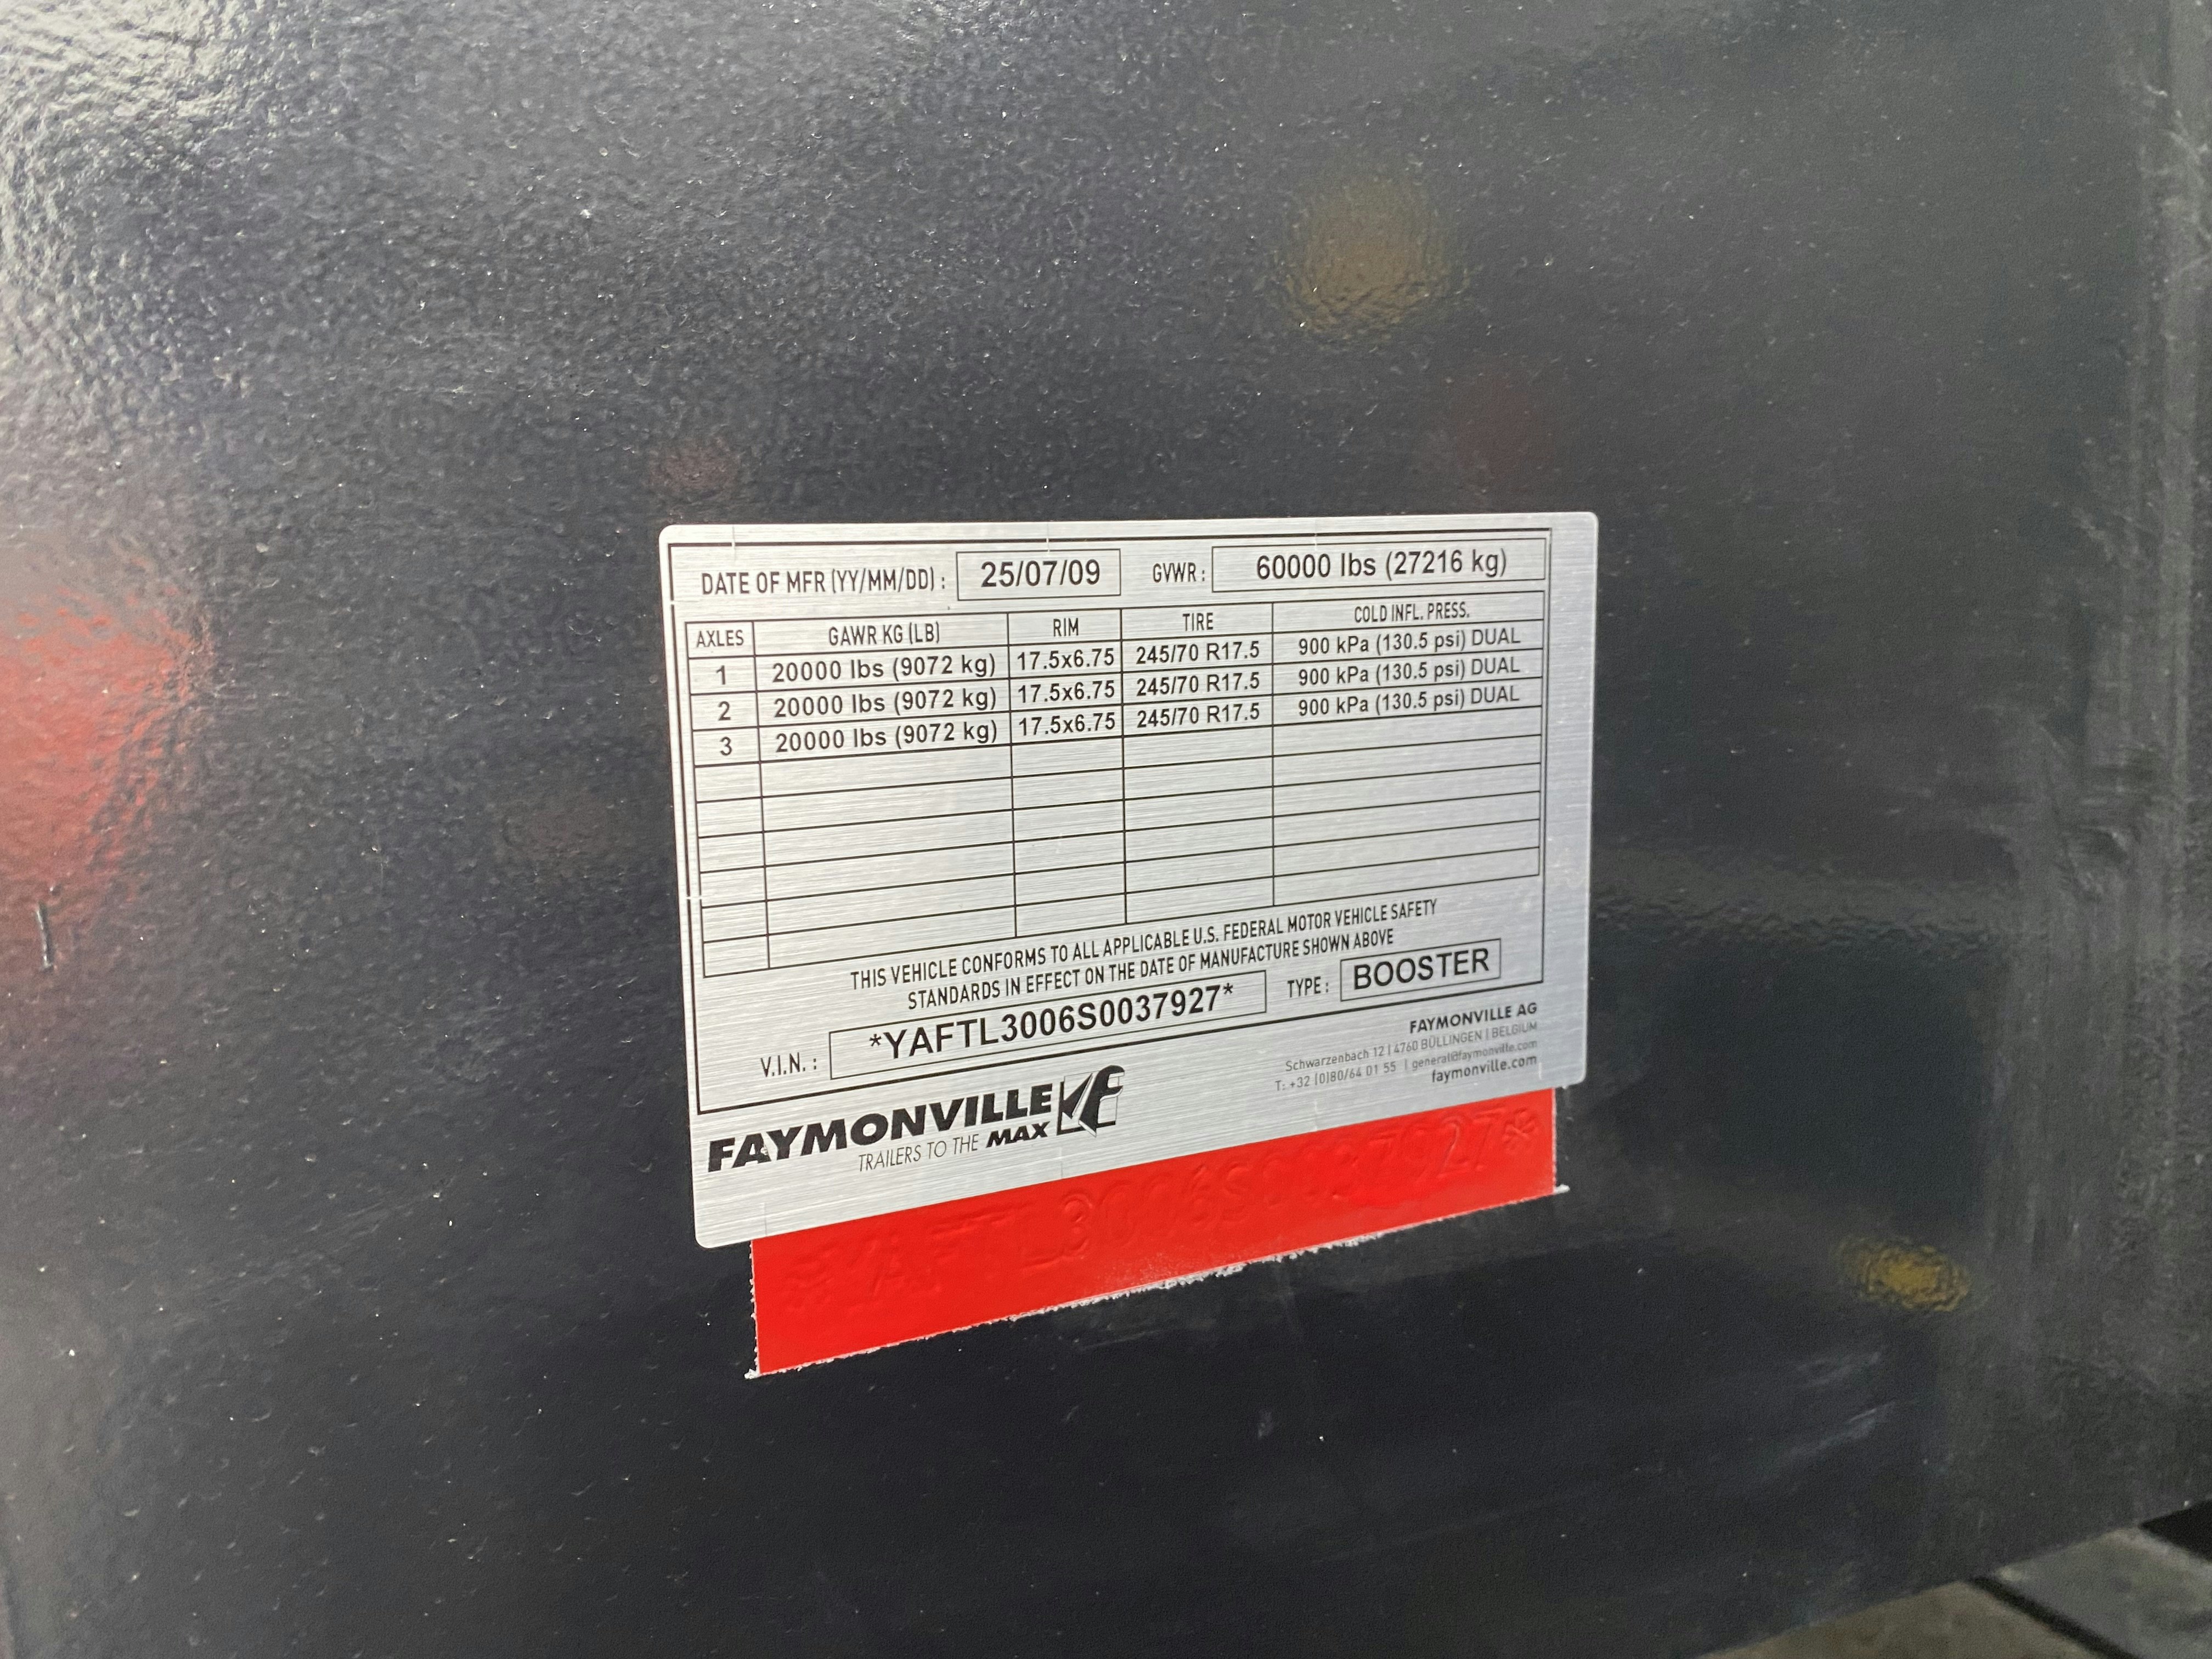 DATE OF MFR (YY/MM/DD) : 25/07/09 GVWR : 60000 lbs (27216 kg)
AXLES GAWR KG (LB) RIM TIRE COLD INFL. PRESS.
1 20000 lbs (9072 kg) 17.5x6.75 245/70 R17.5 900 kPa (130.5 psi) DUAL
2 20000 lbs (9072 kg) 17.5x6.75 245/70 R17.5 900 kPa (130.5 psi) DUAL
3 20000 lbs (9072 kg) 17.5x6.75 245/70 R17.5 900 kPa (130.5 psi) DUAL
THIS VEHICLE CONFORMS TO ALL APPLICABLE U.S. FEDERAL MOTOR VEHICLE SAFETY
STANDARDS IN EFFECT ON THE DATE OF MANUFACTURE SHOWN ABOVE
V.I.N. : *YAFTL3006S0037927* TYPE : BOOSTER
FAYMONVILLE
TRAILERS TO THE MAX
FAYMONVILLE AG
Schwarzenbach 12 | 4760 BÜLLINGEN | BELGIUM
T: +32 (0)80/64 01 55 | general@faymonville.com
faymonville.com
*YAFTL3006S0037927*